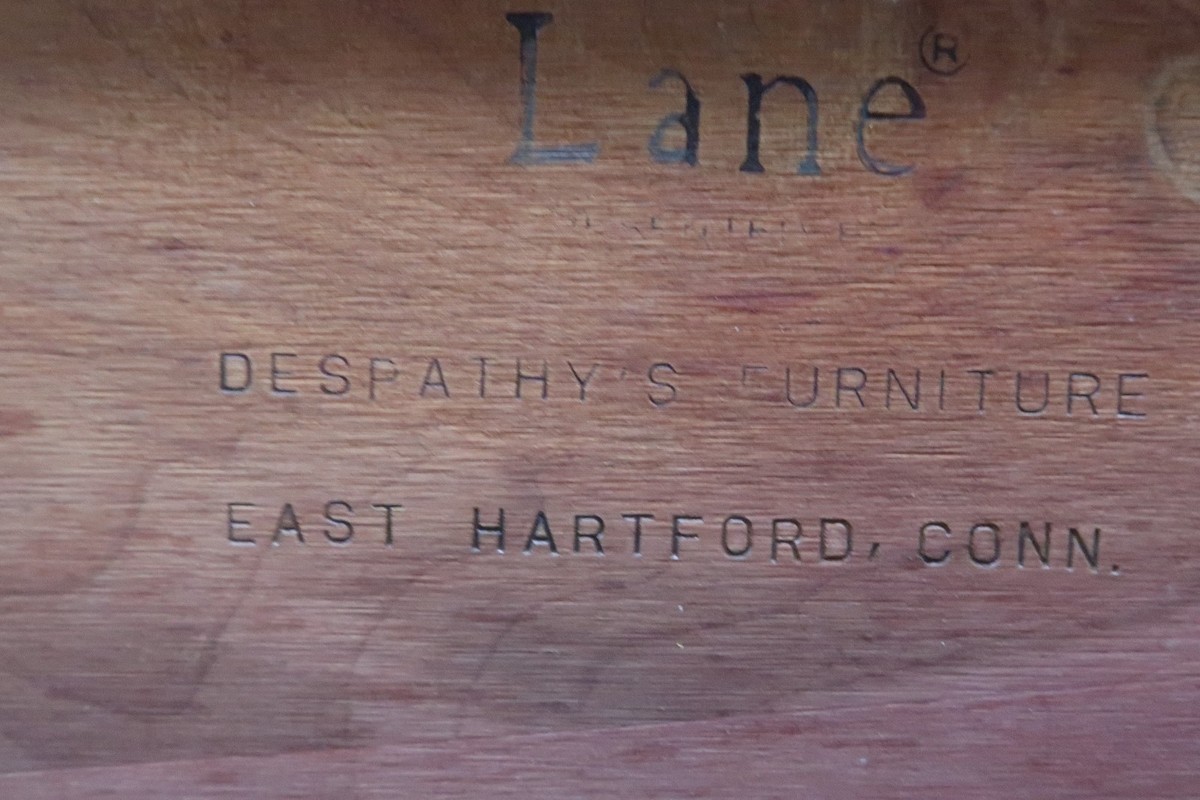 Lane®
DESPATHY'S FURNITURE
EAST HARTFORD, CONN.